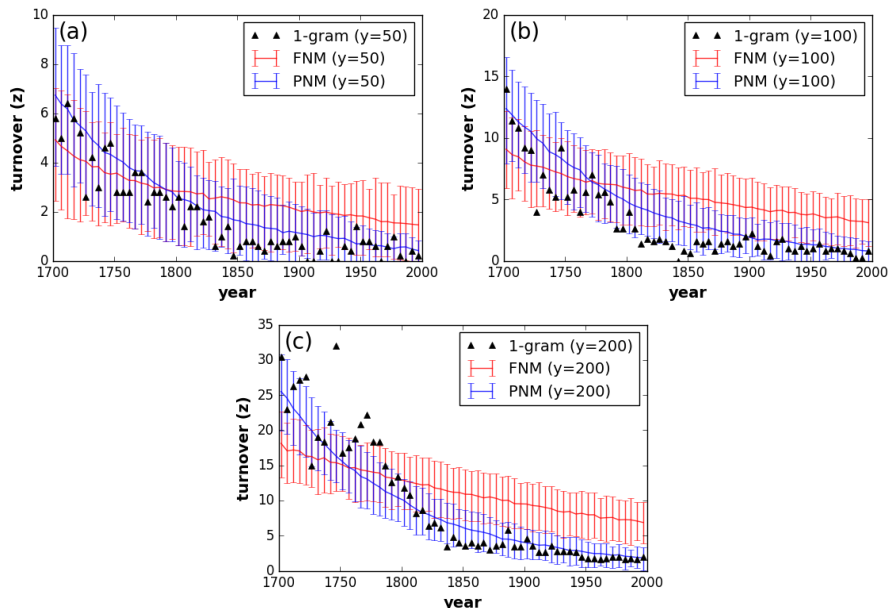 (a)
1-gram (y=50)
FNM (y=50)
PNM (y=50)
turnover (z)
10
8
6
4
2
0
1700 1750 1800 1850 1900 1950 2000
year
(b)
1-gram (y=100)
FNM (y=100)
PNM (y=100)
turnover (z)
20
15
10
5
0
1700 1750 1800 1850 1900 1950 2000
year
(c)
1-gram (y=200)
FNM (y=200)
PNM (y=200)
turnover (z)
35
30
25
20
15
10
5
0
1700 1750 1800 1850 1900 1950 2000
year